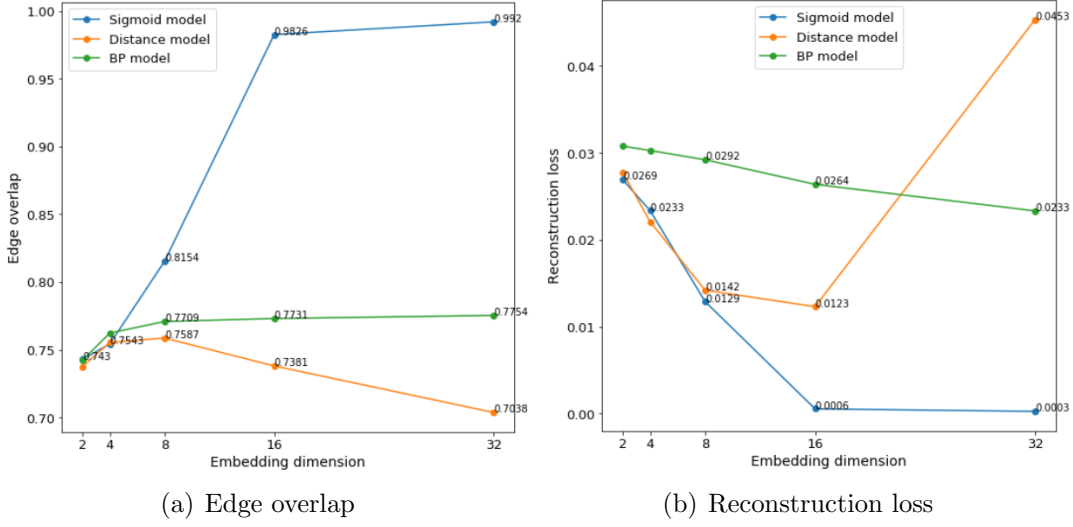 Sigmoid model
Distance model
BP model
1.00
0.95
0.90
0.85
0.80
0.75
0.70
Edge overlap
0.743
0.7543
0.8154
0.9826
0.992
0.7709
0.7731
0.7754
0.7587
0.7381
0.7038
2 4 8 16 32
Embedding dimension
(a) Edge overlap
Sigmoid model
Distance model
BP model
0.04
0.03
0.02
0.01
0.00
Reconstruction loss
0.0269
0.0233
0.0129
0.0006
0.0003
0.0142
0.0123
0.0453
0.0292
0.0264
0.0233
2 4 8 16 32
Embedding dimension
(b) Reconstruction loss